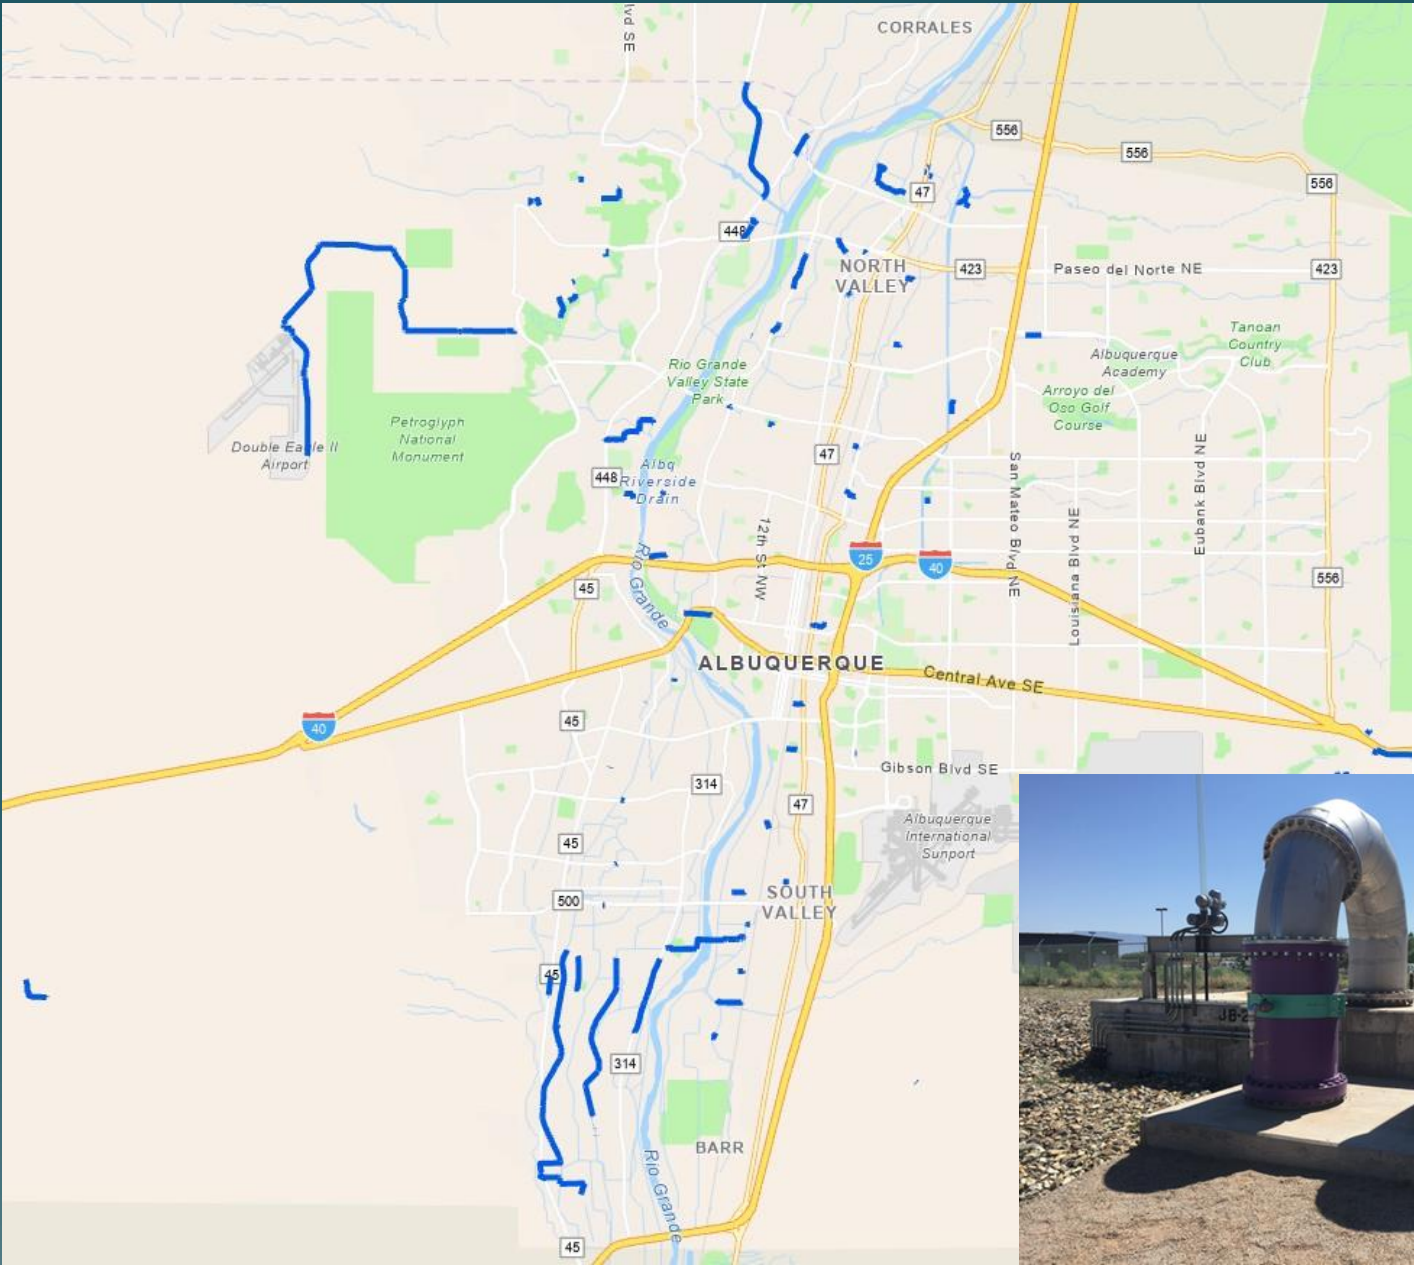 lvd SE
CORRALES
556
556
556
47
448
NORTH
VALLEY
423
Paseo del Norte NE
423
Tanoan
Country
Club
Albuquerque
Academy
Rio Grande
Valley State
Park
Arroyo del
Oso Golf
Course
Petroglyph
National
Monument
Double Eagle II
Airport
47
448
Albq
Riverside
Drain
San Mateo Blvd NE
Eubank Blvd NE
Louisiana Blvd NE
12th St NW
25
40
Rio Grande
45
556
ALBUQUERQUE
Central Ave SE
40
45
Gibson Blvd SE
314
47
Albuquerque
International
Sunport
45
SOUTH
VALLEY
500
45
JB-2
314
BARR
Rio Grande
45